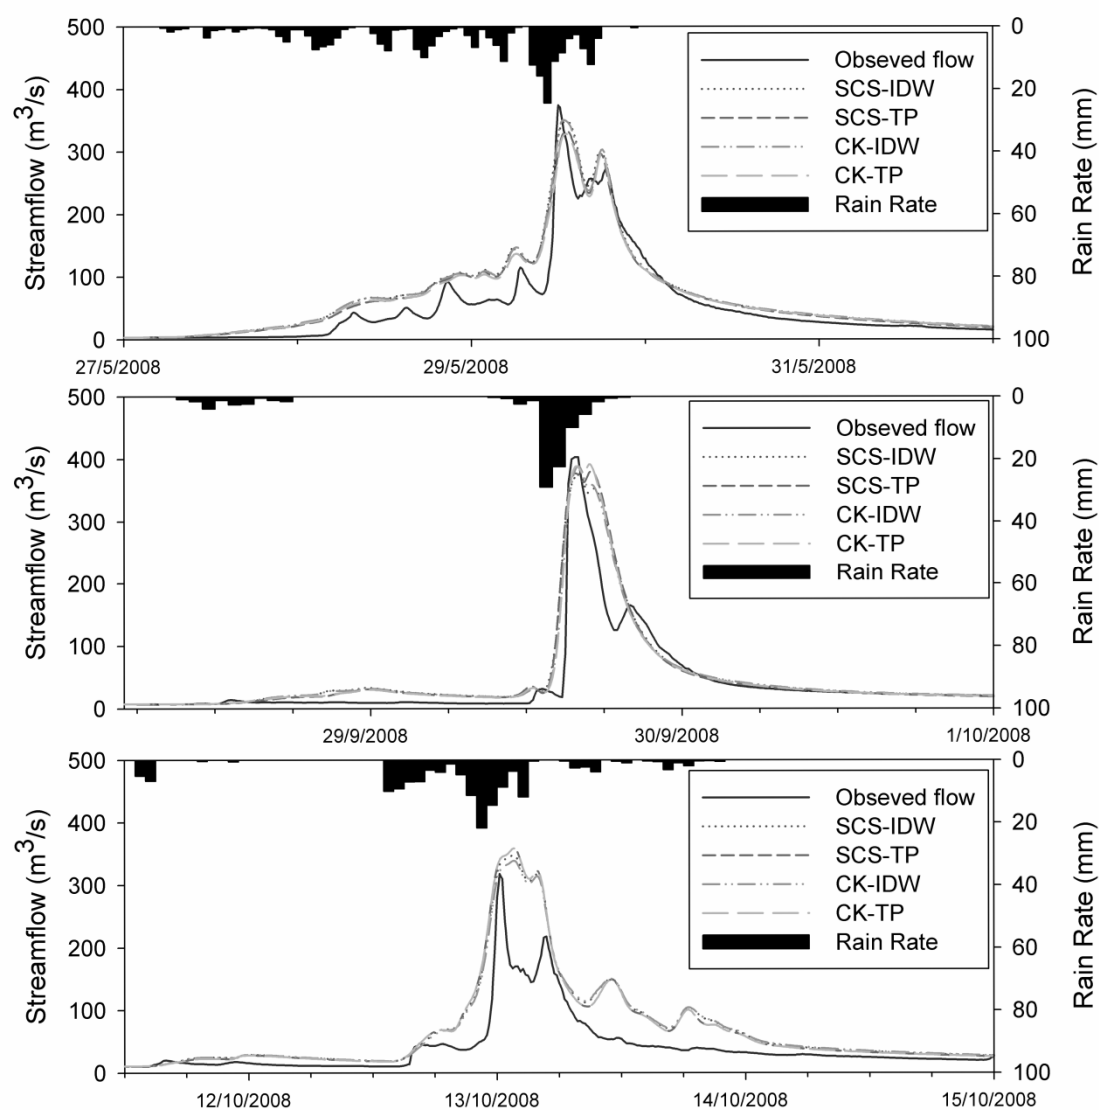 500
400
300
200
100
0
Streamflow (m³/s)
0
20
40
60
80
100
Rain Rate (mm)
Obseved flow
SCS-IDW
SCS-TP
CK-IDW
CK-TP
Rain Rate
27/5/2008
29/5/2008
31/5/2008
500
400
300
200
100
0
Streamflow (m³/s)
0
20
40
60
80
100
Rain Rate (mm)
Obseved flow
SCS-IDW
SCS-TP
CK-IDW
CK-TP
Rain Rate
29/9/2008
30/9/2008
1/10/2008
500
400
300
200
100
0
Streamflow (m³/s)
0
20
40
60
80
100
Rain Rate (mm)
Obseved flow
SCS-IDW
SCS-TP
CK-IDW
CK-TP
Rain Rate
12/10/2008
13/10/2008
14/10/2008
15/10/2008